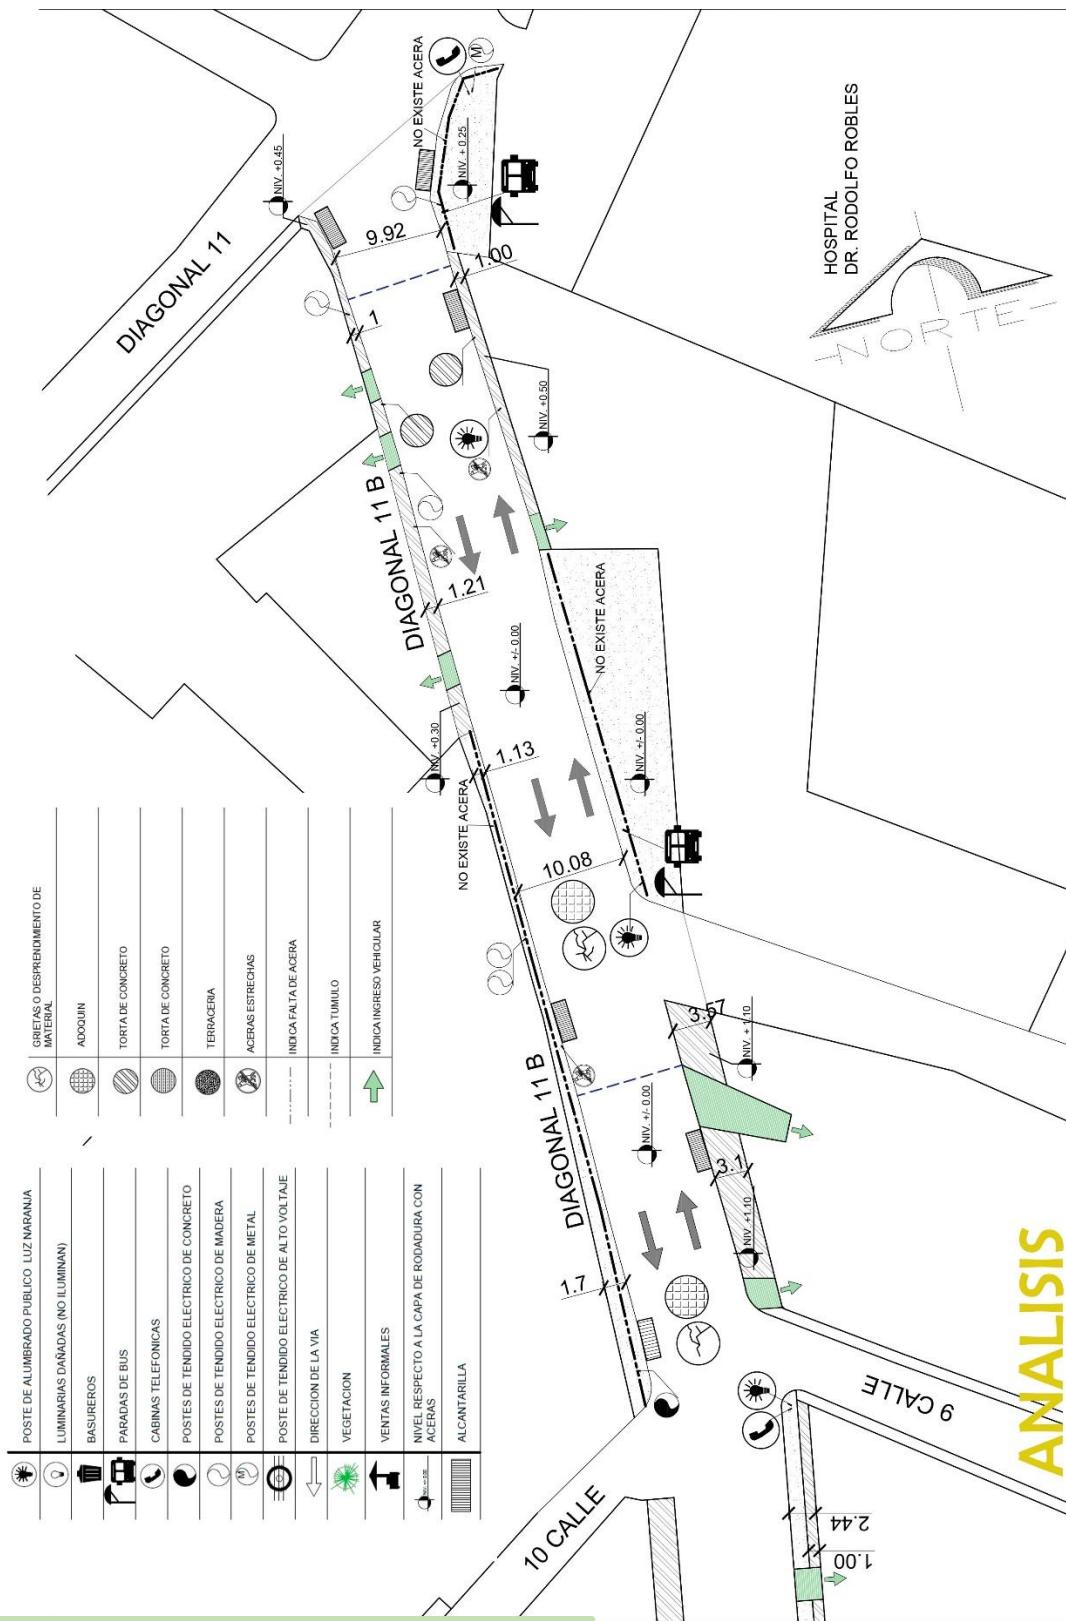 NO EXISTE ACERA
M
NIV. +0.45
DIAGONAL 11
NO EXISTE ACERA
NIV. + 0.25
9.92
1.00
1
HOSPITAL
DR. RODOLFO ROBLES
NORTE
NIV. +0.50
DIAGONAL 11 B
1.21
NIV. +/- 0.00
NO EXISTE ACERA
NIV. +0.30
1.13
NIV. +/- 0.00
NO EXISTE ACERA
10.08
GRIETAS O DESPRENDIMIENTO DE
MATERIAL
ADOQUIN
TORTA DE CONCRETO
TORTA DE CONCRETO
TERRACERIA
ACERAS ESTRECHAS
INDICA FALTA DE ACERA
INDICA TUMULO
INDICA INGRESO VEHICULAR
3.57
NIV. + 1.10
DIAGONAL 11 B
NIV. +/- 0.00
3.1
NIV. +1.10
1.7
POSTE DE ALUMBRADO PUBLICO LUZ NARANJA
LUMINARIAS DAÑADAS (NO ILUMINAN)
BASUREROS
PARADAS DE BUS
CABINAS TELEFONICAS
POSTES DE TENDIDO ELECTRICO DE CONCRETO
POSTES DE TENDIDO ELECTRICO DE MADERA
M
POSTES DE TENDIDO ELECTRICO DE METAL
POSTE DE TENDIDO ELECTRICO DE ALTO VOLTAJE
DIRECCION DE LA VIA
VEGETACION
VENTAS INFORMALES
NIVEL RESPECTO A LA CAPA DE RODADURA CON
ACERAS
ALCANTARILLA
9 CALLE
10 CALLE
2.44
1.00
ANALISIS